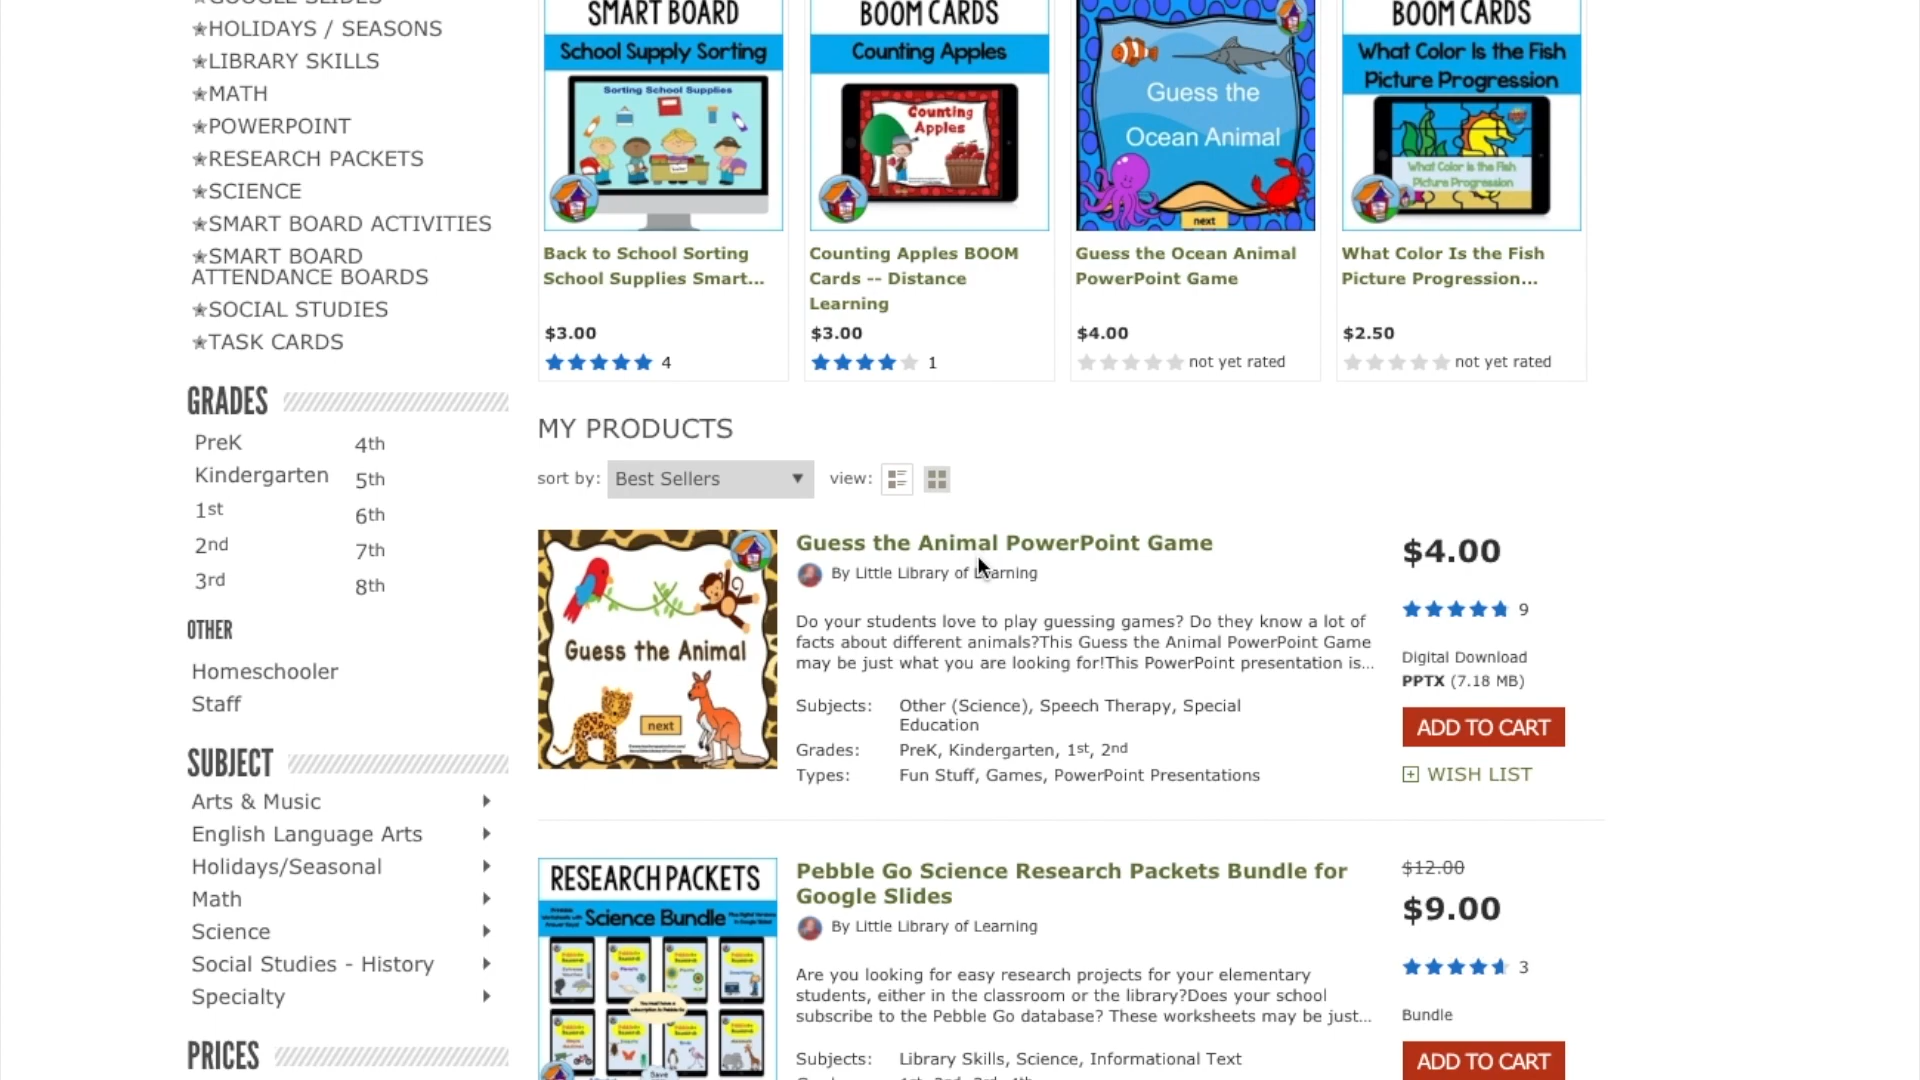 ★GOOGLE SLIDES
★HOLIDAYS / SEASONS
★LIBRARY SKILLS
★MATH
★POWERPOINT
★RESEARCH PACKETS
★SCIENCE
★SMART BOARD ACTIVITIES
★SMART BOARD
ATTENDANCE BOARDS
★SOCIAL STUDIES
★TASK CARDS
GRADES
PreK
Kindergarten
1st
2nd
3rd
4th
5th
6th
7th
8th
OTHER
Homeschooler
Staff
SUBJECT
Arts & Music
English Language Arts
Holidays/Seasonal
Math
Science
Social Studies - History
Specialty
PRICES
SMART BOARD
School Supply Sorting
Sorting School Supplies
Back to School Sorting
School Supplies Smart...
$3.00
4
BOOM CARDS
Counting Apples
Counting
Apples
Counting Apples BOOM
Cards -- Distance
Learning
$3.00
1
Guess the
Ocean Animal
next
Guess the Ocean Animal
PowerPoint Game
$4.00
not yet rated
BOOM CARDS
What Color Is the Fish
Picture Progression
What Color Is the Fish
Picture Progression
What Color Is the Fish
Picture Progression...
$2.50
not yet rated
MY PRODUCTS
sort by: Best Sellers ▼ view:
Guess the Animal
next
Guess the Animal PowerPoint Game
By Little Library of Learning
Do your students love to play guessing games? Do they know a lot of
facts about different animals?This Guess the Animal PowerPoint Game
may be just what you are looking for!This PowerPoint presentation is...
Subjects: Other (Science), Speech Therapy, Special
Education
Grades: PreK, Kindergarten, 1st, 2nd
Types: Fun Stuff, Games, PowerPoint Presentations
$4.00
9
Digital Download
PPTX (7.18 MB)
ADD TO CART
WISH LIST
RESEARCH PACKETS
Science Bundle
Save
Pebble Go Science Research Packets Bundle for
Google Slides
By Little Library of Learning
Are you looking for easy research projects for your elementary
students, either in the classroom or the library?Does your school
subscribe to the Pebble Go database? These worksheets may be just...
Subjects: Library Skills, Science, Informational Text
$12.00
$9.00
3
Bundle
ADD TO CART